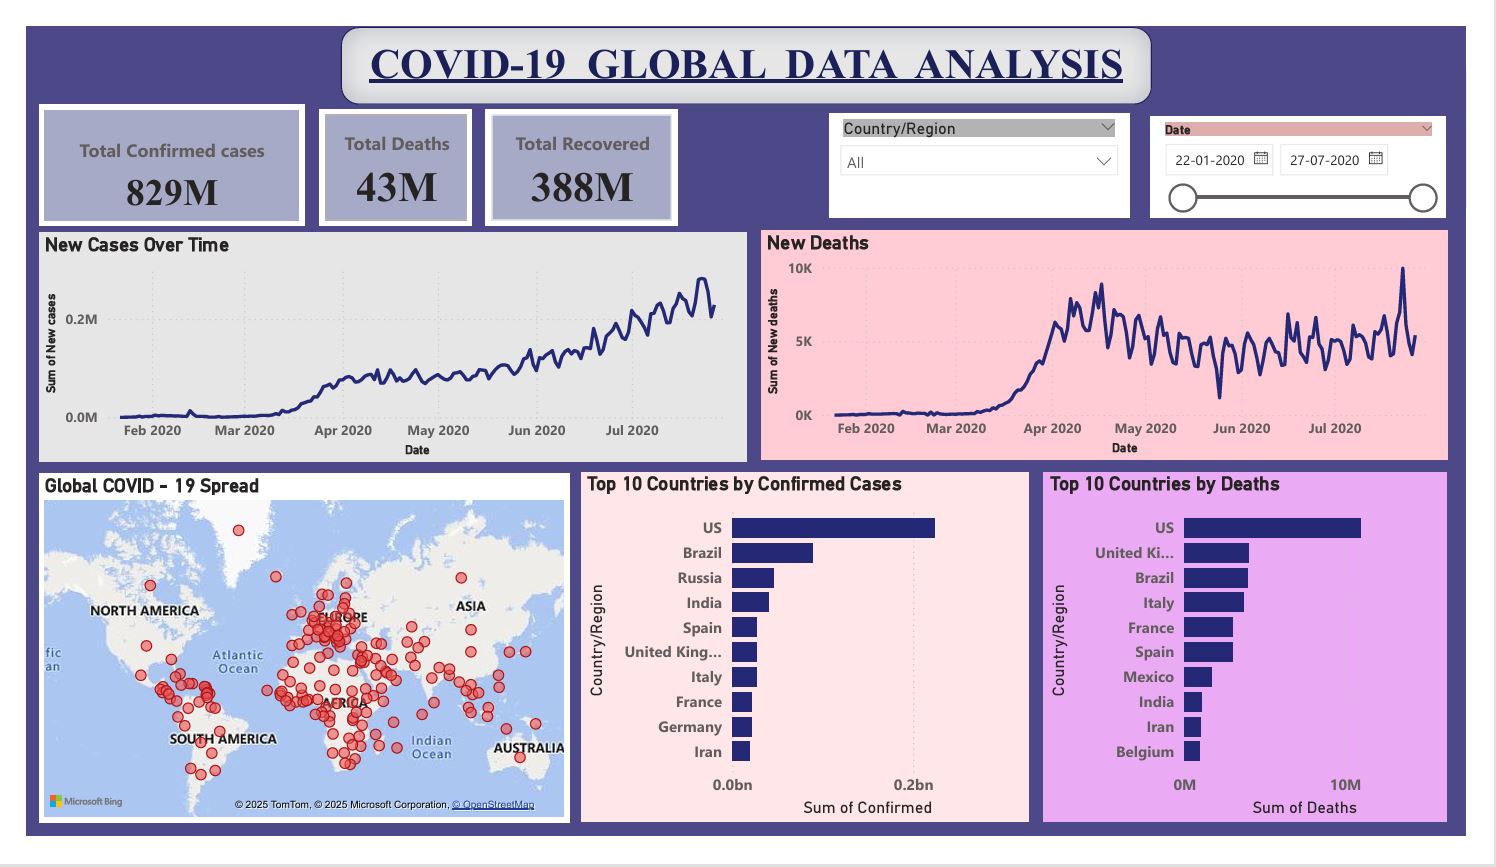 COVID-19 GLOBAL DATA ANALYSIS
Total Confirmed cases
829M
Total Deaths
43M
Total Recovered
388M
Country/Region
All
Date
22-01-2020
27-07-2020
New Cases Over Time
Sum of New cases
0.2M
0.0M
Feb 2020 Mar 2020 Apr 2020 May 2020 Jun 2020 Jul 2020
Date
New Deaths
Sum of New deaths
10K
5K
0K
Feb 2020 Mar 2020 Apr 2020 May 2020 Jun 2020 Jul 2020
Date
Global COVID - 19 Spread
NORTH AMERICA
EUROPE
ASIA
fic
an
Atlantic
Ocean
AFRICA
SOUTH AMERICA
Indian
Ocean
AUSTRALIA
Microsoft Bing
© 2025 TomTom, © 2025 Microsoft Corporation, © OpenStreetMap
Top 10 Countries by Confirmed Cases
Country/Region
US
Brazil
Russia
India
Spain
United King...
Italy
France
Germany
Iran
0.0bn 0.2bn
Sum of Confirmed
Top 10 Countries by Deaths
Country/Region
US
United Ki...
Brazil
Italy
France
Spain
Mexico
India
Iran
Belgium
0M 10M
Sum of Deaths